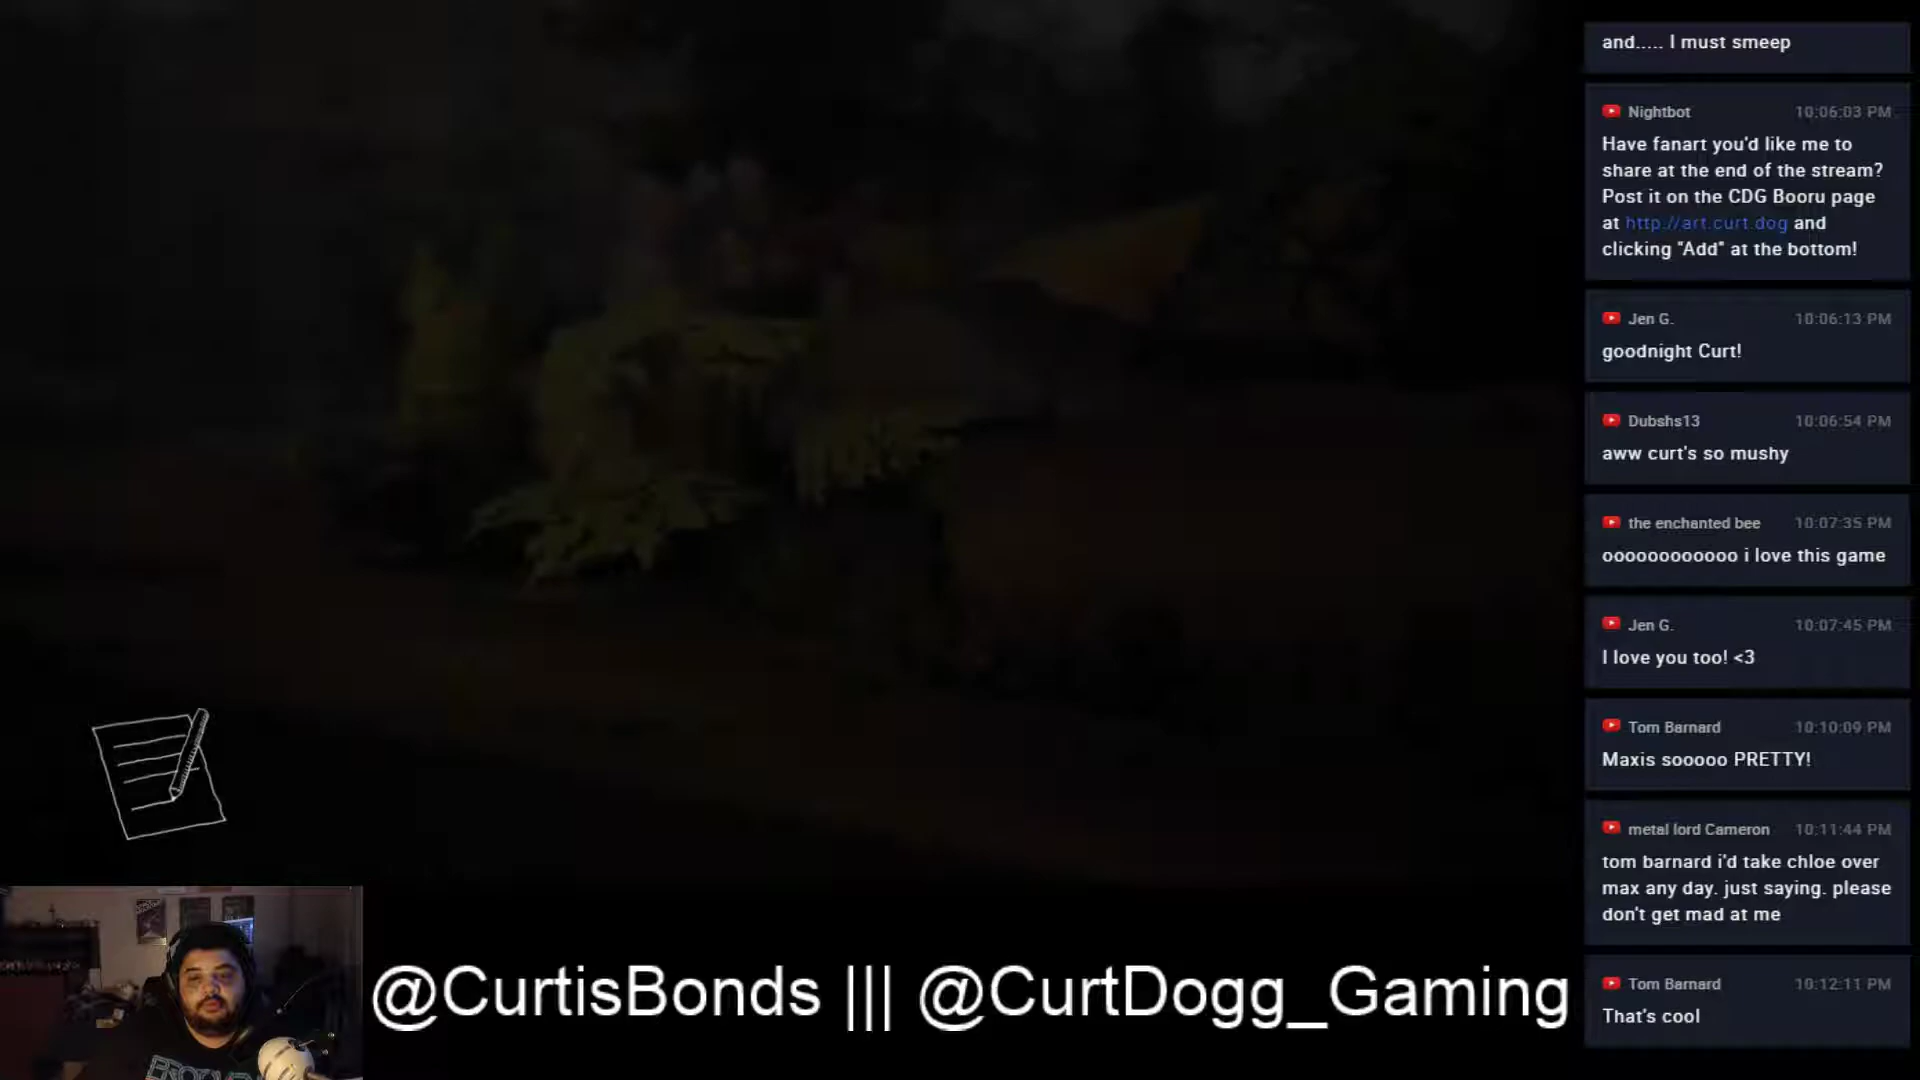 and..... I must smeep
Nightbot 10:06:03 PM
Have fanart you'd like me to
share at the end of the stream?
Post it on the CDG Booru page
at http://art.curt.dog and
clicking "Add" at the bottom!
Jen G. 10:06:13 PM
goodnight Curt!
Dubshs13 10:06:54 PM
aww curt's so mushy
the enchanted bee 10:07:35 PM
oooooooooooo i love this game
Jen G. 10:07:45 PM
I love you too! <3
Tom Barnard 10:10:09 PM
Maxis sooooo PRETTY!
metal lord Cameron 10:11:44 PM
tom barnard i'd take chloe over
max any day. just saying. please
don't get mad at me
Tom Barnard 10:12:11 PM
That's cool
@CurtisBonds ||| @CurtDogg_Gaming